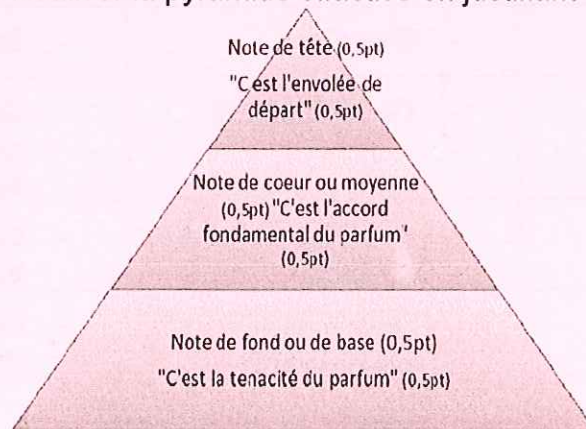 Note de tête (0,5pt)
"C'est l'envolée de
départ" (0,5pt)
Note de coeur ou moyenne
(0,5pt) "C'est l'accord
fondamental du parfum"
(0,5pt)
Note de fond ou de base (0,5pt)
"C'est la tenacité du parfum" (0,5pt)